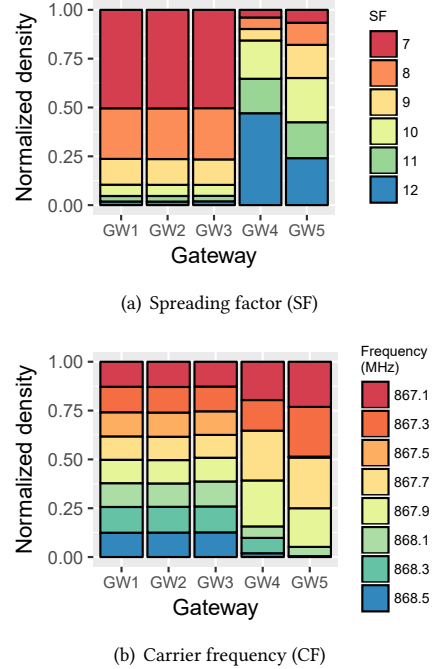 Normalized density
1.00
0.75
0.50
0.25
0.00
GW1 GW2 GW3 GW4 GW5
Gateway
SF
7
8
9
10
11
12
(a) Spreading factor (SF)
Normalized density
1.00
0.75
0.50
0.25
0.00
GW1 GW2 GW3 GW4 GW5
Gateway
Frequency
(MHz)
867.1
867.3
867.5
867.7
867.9
868.1
868.3
868.5
(b) Carrier frequency (CF)